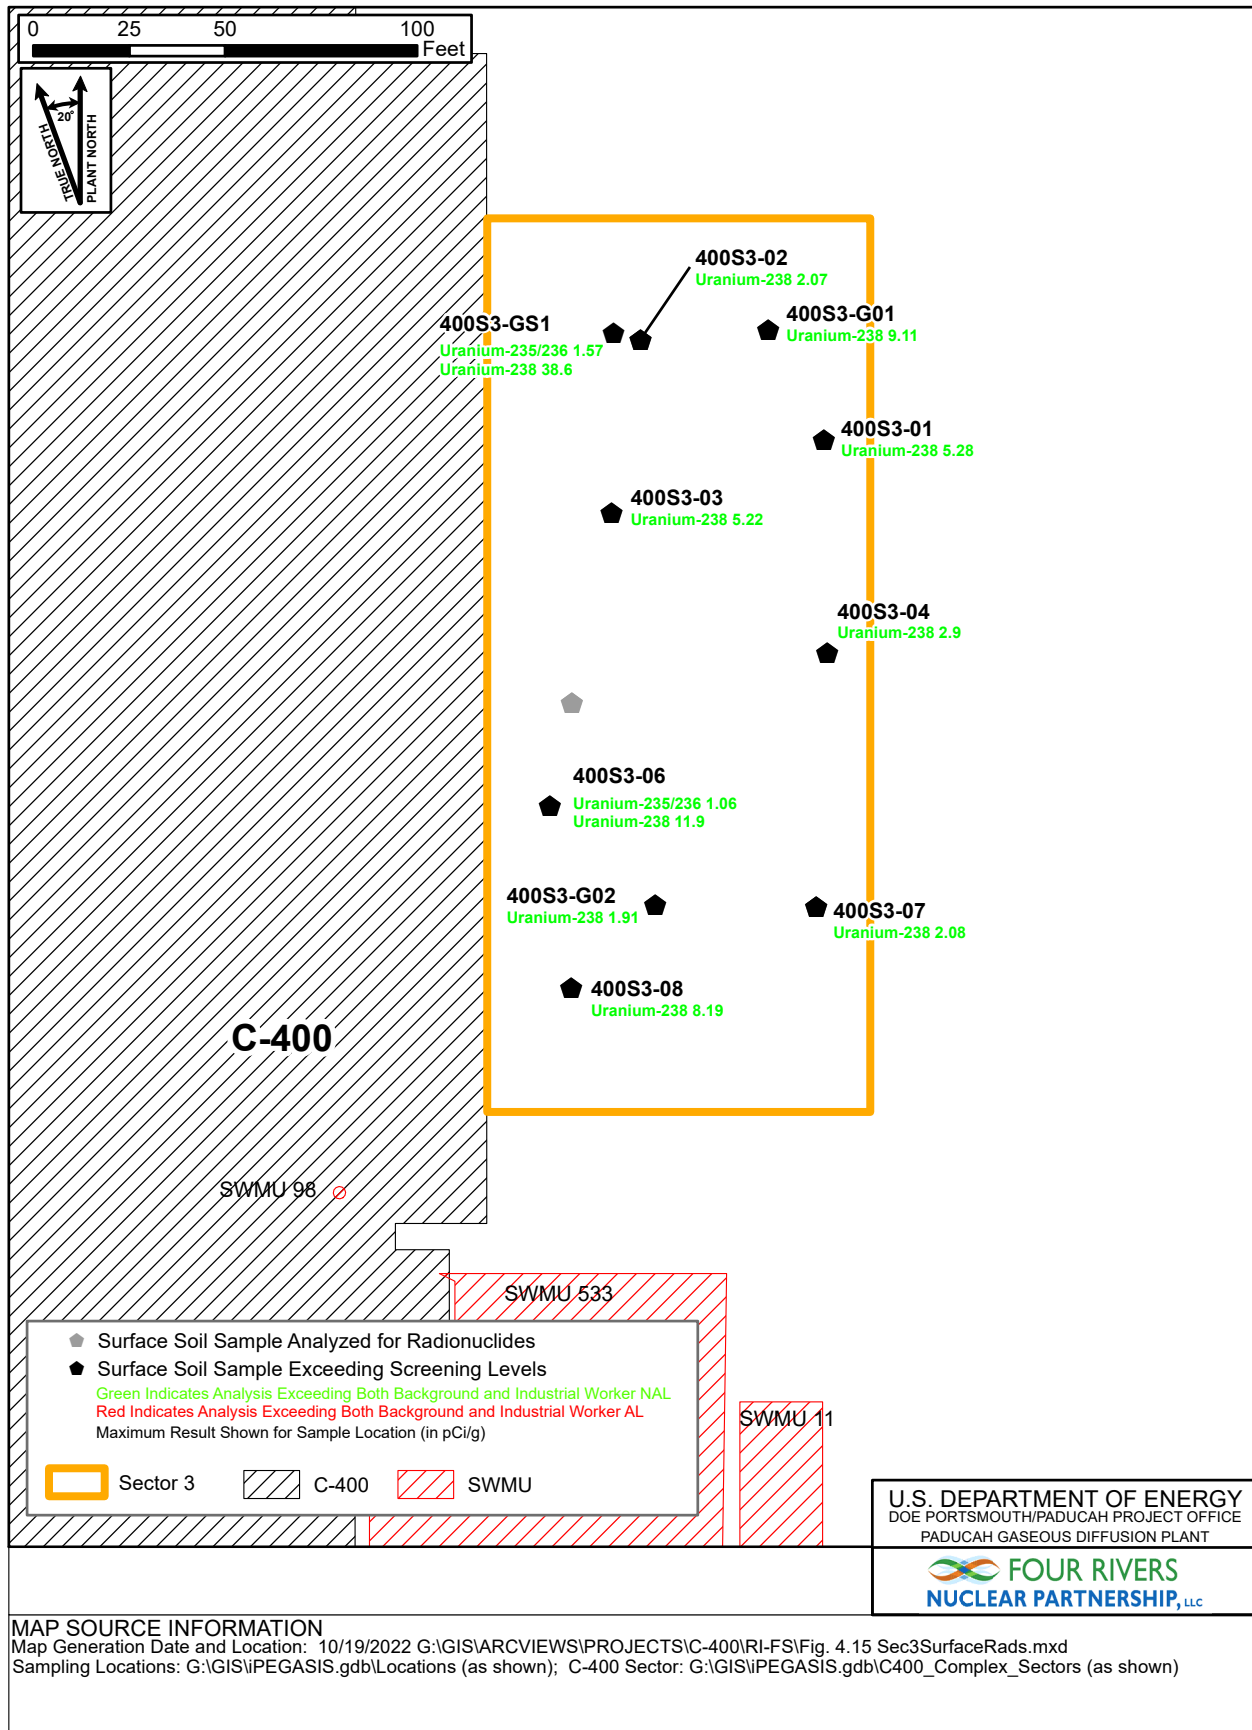 0 25 50 100
Feet
20°
TRUE NORTH
PLANT NORTH
400S3-02
Uranium-238 2.07
400S3-GS1
Uranium-235/236 1.57
Uranium-238 38.6
400S3-G01
Uranium-238 9.11
400S3-01
Uranium-238 5.28
400S3-03
Uranium-238 5.22
400S3-04
Uranium-238 2.9
400S3-06
Uranium-235/236 1.06
Uranium-238 11.9
400S3-G02
Uranium-238 1.91
400S3-07
Uranium-238 2.08
400S3-08
Uranium-238 8.19
C-400
SWMU 98
SWMU 533
SWMU 11
Surface Soil Sample Analyzed for Radionuclides
Surface Soil Sample Exceeding Screening Levels
Green Indicates Analysis Exceeding Both Background and Industrial Worker NAL
Red Indicates Analysis Exceeding Both Background and Industrial Worker AL
Maximum Result Shown for Sample Location (in pCi/g)
Sector 3 C-400 SWMU
U.S. DEPARTMENT OF ENERGY
DOE PORTSMOUTH/PADUCAH PROJECT OFFICE
PADUCAH GASEOUS DIFFUSION PLANT
FOUR RIVERS
NUCLEAR PARTNERSHIP, LLC
MAP SOURCE INFORMATION
Map Generation Date and Location: 10/19/2022 G:\GIS\ARCVIEWS\PROJECTS\C-400\RI-FS\Fig. 4.15 Sec3SurfaceRads.mxd
Sampling Locations: G:\GIS\iPEGASIS.gdb\Locations (as shown); C-400 Sector: G:\GIS\iPEGASIS.gdb\C400_Complex_Sectors (as shown)